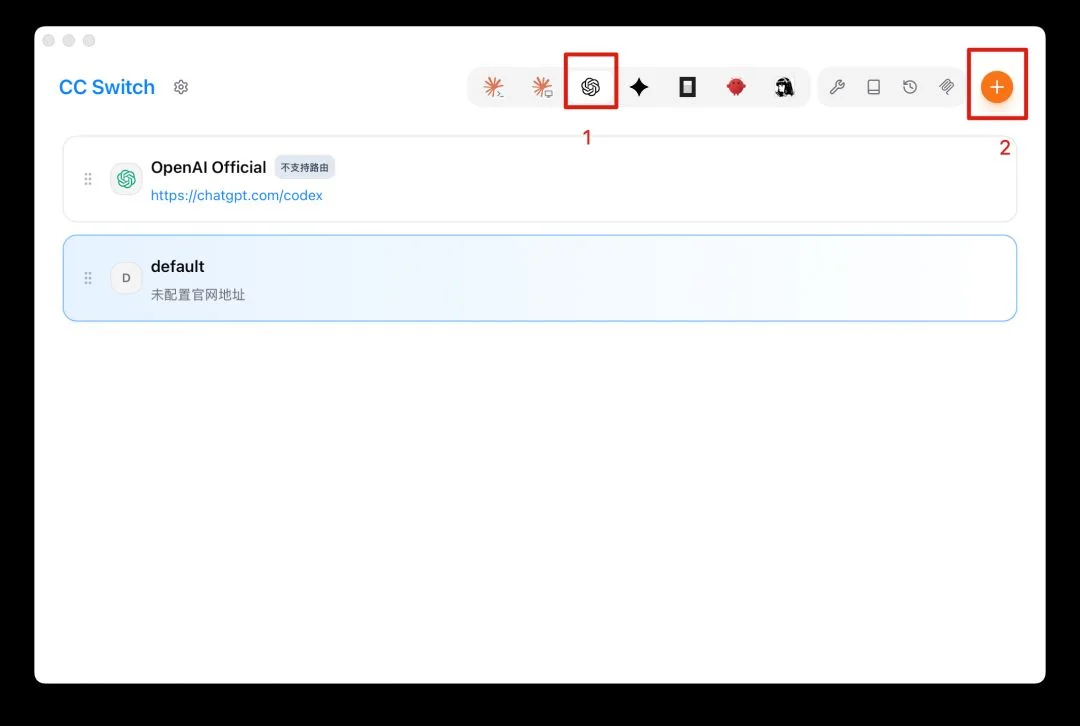 CC Switch
1
2
OpenAI Official 不支持路由
https://chatgpt.com/codex
D
default
未配置官网地址